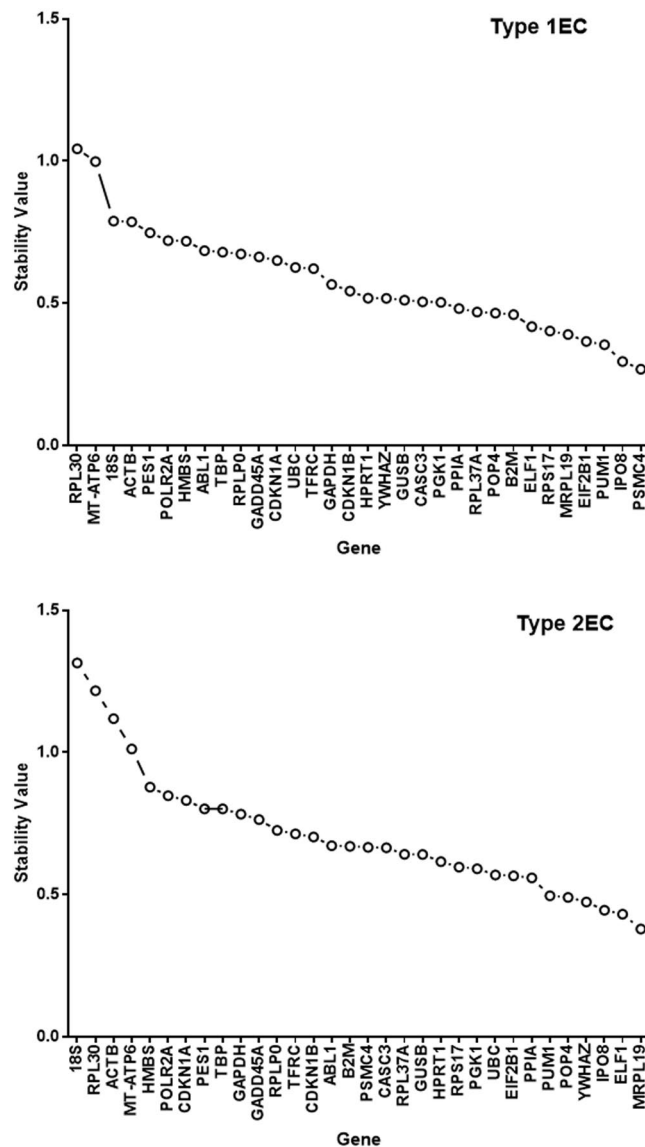 Type 1EC
1.5
1.0
0.5
0.0
Stability Value
RPL30
MT-ATP6
18S
ACTB
PES1
POLR2A
HMBS
ABL1
TBP
RPLP0
GADD45A
CDKN1A
UBC
TFRC
GAPDH
CDKN1B
HPRT1
YWHAZ
GUSB
CASC3
PGK1
PPIA
RPL37A
POP4
B2M
ELF1
RPS17
MRPL19
EIF2B1
PUM1
IPO8
PSMC4
Gene
Type 2EC
1.5
1.0
0.5
0.0
Stability Value
18S
RPL30
ACTB
MT-ATP6
HMBS
POLR2A
CDKN1A
PES1
TBP
GAPDH
GADD45A
RPLP0
TFRC
CDKN1B
ABL1
B2M
PSMC4
CASC3
RPL37A
GUSB
HPRT1
RPS17
PGK1
UBC
EIF2B1
PPIA
PUM1
POP4
YWHAZ
IPO8
ELF1
MRPL19
Gene